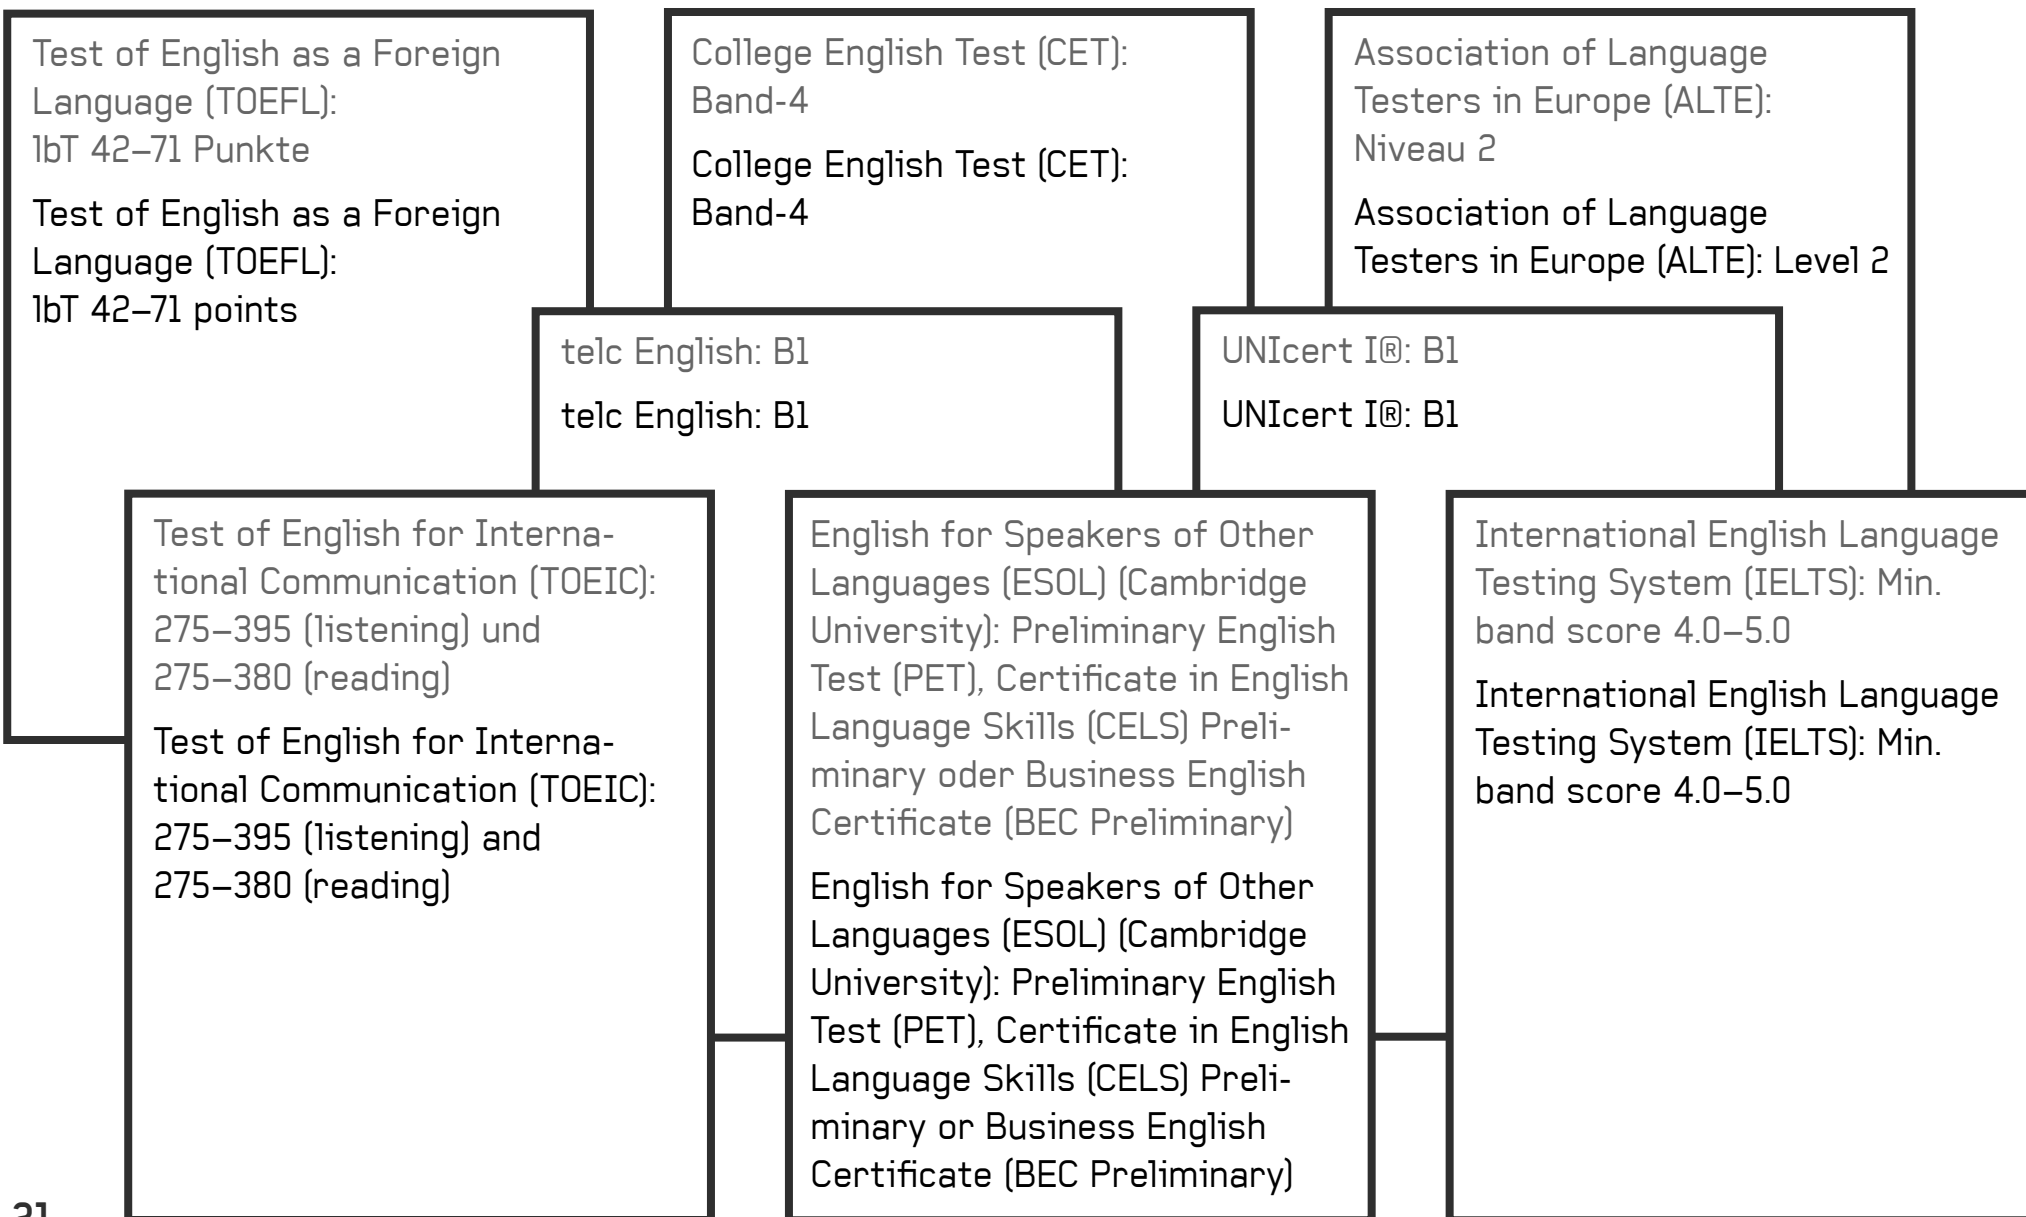 Test of English as a Foreign
Language (TOEFL):
lbT 42–71 Punkte
Test of English as a Foreign
Language (TOEFL):
lbT 42–71 points
College English Test (CET):
Band-4
College English Test (CET):
Band-4
Association of Language
Testers in Europe (ALTE):
Niveau 2
Association of Language
Testers in Europe (ALTE): Level 2
telc English: B1
telc English: B1
UNIcert I®: B1
UNIcert I®: B1
Test of English for Interna-
tional Communication (TOEIC):
275–395 (listening) und
275–380 (reading)
Test of English for Interna-
tional Communication (TOEIC):
275–395 (listening) and
275–380 (reading)
English for Speakers of Other
Languages (ESOL) (Cambridge
University): Preliminary English
Test (PET), Certificate in English
Language Skills (CELS) Preli-
minary oder Business English
Certificate (BEC Preliminary)
English for Speakers of Other
Languages (ESOL) (Cambridge
University): Preliminary English
Test (PET), Certificate in English
Language Skills (CELS) Preli-
minary or Business English
Certificate (BEC Preliminary)
International English Language
Testing System (IELTS): Min.
band score 4.0–5.0
International English Language
Testing System (IELTS): Min.
band score 4.0–5.0